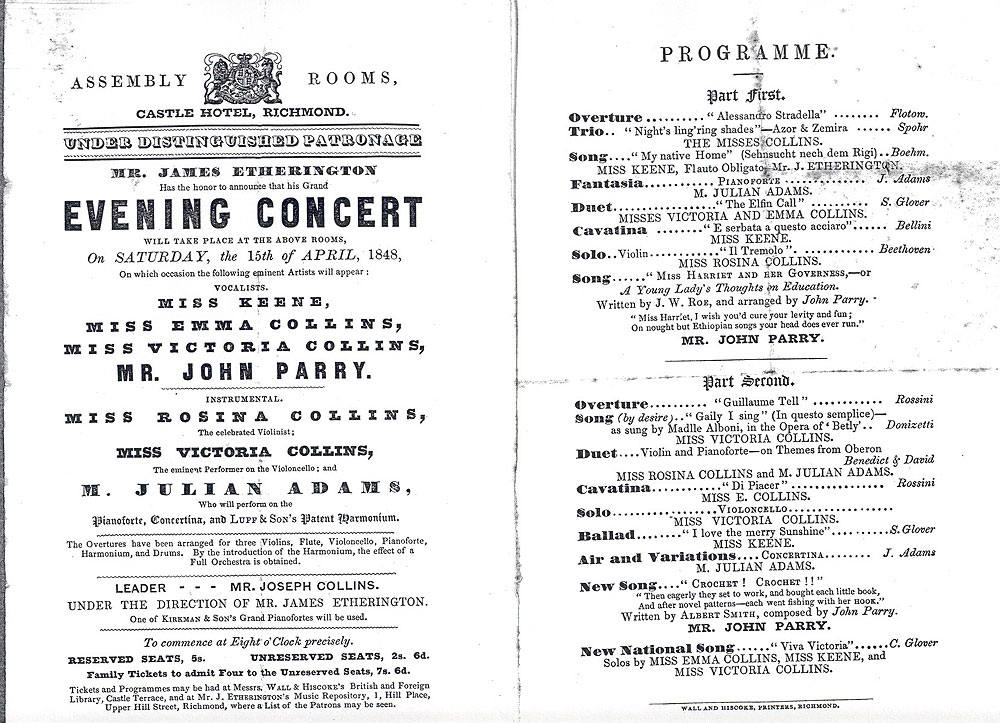 ASSEMBLY ROOMS,
CASTLE HOTEL, RICHMOND.
UNDER DISTINGUISHED PATRONAGE
MR. JAMES ETHERINGTON
Has the honor to announce that his Grand
EVENING CONCERT
WILL TAKE PLACE AT THE ABOVE ROOMS,
On SATURDAY, the 15th of APRIL, 1848,
On which occasion the following eminent Artists will appear:
VOCALISTS.
MISS KEENE,
MISS EMMA COLLINS,
MISS VICTORIA COLLINS,
MR. JOHN PARRY.
INSTRUMENTAL.
MISS ROSINA COLLINS,
The celebrated Violinist;
MISS VICTORIA COLLINS,
The eminent Performer on the Violoncello; and
M. JULIAN ADAMS,
Who will perform on the
Pianoforte, Concertina, and LUFF & SON'S Patent Harmonium.
The Overtures have been arranged for three Violins, Flute, Violoncello, Pianoforte,
Harmonium, and Drums. By the introduction of the Harmonium, the effect of a
Full Orchestra is obtained.
LEADER - - - MR. JOSEPH COLLINS.
UNDER THE DIRECTION OF MR. JAMES ETHERINGTON.
One of KIRKMAN & SON'S Grand Pianofortes will be used.
To commence at Eight o'Clock precisely.
RESERVED SEATS, 5s. UNRESERVED SEATS, 2s. 6d.
Family Tickets to admit Four to the Unreserved Seats, 7s. 6d.
Tickets and Programmes may be had at Messrs. WALL & HISCOKE'S British and Foreign
Library, Castle Terrace, and at Mr. J. ETHERINGTON'S Music Repository, 1, Hill Place,
Upper Hill Street, Richmond, where a List of the Patrons may be seen.
PROGRAMME.
Part First.
Overture .......... "Alessandro Stradella" ........ Flotow.
Trio.. "Night's ling'ring shades"—Azor & Zemira ...... Spohr
THE MISSES COLLINS.
Song.... "My native Home" (Sehnsucht nech dem Rigi)..Boehm.
MISS KEENE, Flauto Obligato, Mr. J. ETHERINGTON.
Fantasia........... PIANOFORTE .............. J. Adams
M. JULIAN ADAMS.
Duet................."The Elfin Call" ............ S. Glover
MISSES VICTORIA AND EMMA COLLINS.
Cavatina ........"E serbata a questo acciaro"...... Bellini
MISS KEENE.
Solo..Violin.........."Il Tremolo"........... Beethoven
MISS ROSINA COLLINS.
Song......"MISS HARRIET AND HER GOVERNESS,—or
A Young Lady's Thoughts on Education.
Written by J. W. ROE, and arranged by John Parry.
"Miss Harriet, I wish you'd cure your levity and fun;
On nought but Ethiopian songs your head does ever run."
MR. JOHN PARRY.
Part Second.
Overture.......... "Guillaume Tell" ............ Rossini
Song (by desire).."Gaily I sing" (In questo semplice)—
as sung by Madlle Alboni, in the Opera of 'Betly'.. Donizetti
MISS VICTORIA COLLINS.
Duet....Violin and Pianoforte—on Themes from Oberon
Benedict & David
MISS ROSINA COLLINS and M. JULIAN ADAMS.
Cavatina............"Di Piacer"................. Rossini
MISS E. COLLINS.
Solo................VIOLONCELLO.....................
MISS VICTORIA COLLINS.
Ballard......."I love the merry Sunshine".........S. Glover
MISS KEENE.
Air and Variations.... CONCERTINA........ J. Adams
M. JULIAN ADAMS.
New Song...."CROCHET! CROCHET!!"
"Then eagerly they set to work, and bought each little book,
And after novel patterns—each went fishing with her HOOK."
Written by ALBERT SMITH, composed by John Parry.
MR. JOHN PARRY.
New National Song......"Viva Victoria"......C. Glover
Solos by MISS EMMA COLLINS, MISS KEENE, and
MISS VICTORIA COLLINS.
WALL AND HISCOKE, PRINTERS, RICHMOND.